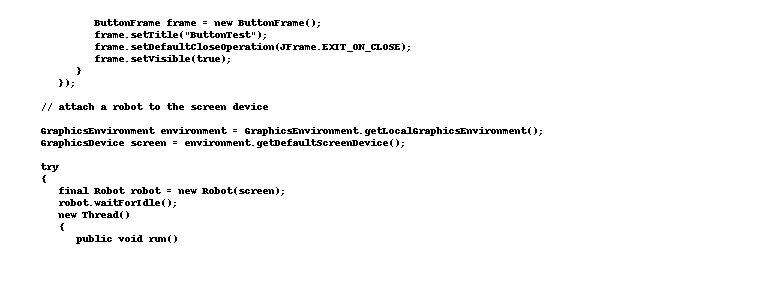 ButtonFrame frame = new ButtonFrame();
frame.setTitle("ButtonTest");
frame.setDefaultCloseOperation(JFrame.EXIT_ON_CLOSE);
frame.setVisible(true);
}
});
// attach a robot to the screen device
GraphicsEnvironment environment = GraphicsEnvironment.getLocalGraphicsEnvironment();
GraphicsDevice screen = environment.getDefaultScreenDevice();
try
{
final Robot robot = new Robot(screen);
robot.waitForIdle();
new Thread()
{
public void run()